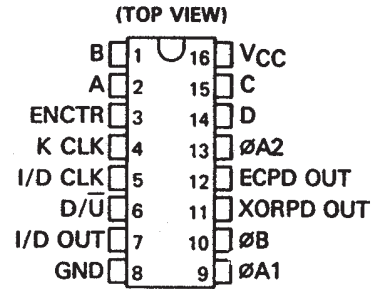 (TOP VIEW)
B 1 16 VCC
A 2 15 C
ENCTR 3 14 D
K CLK 4 13 ØA2
I/D CLK 5 12 ECPD OUT
D/U̅ 6 11 XORPD OUT
I/D OUT 7 10 ØB
GND 8 9 ØA1